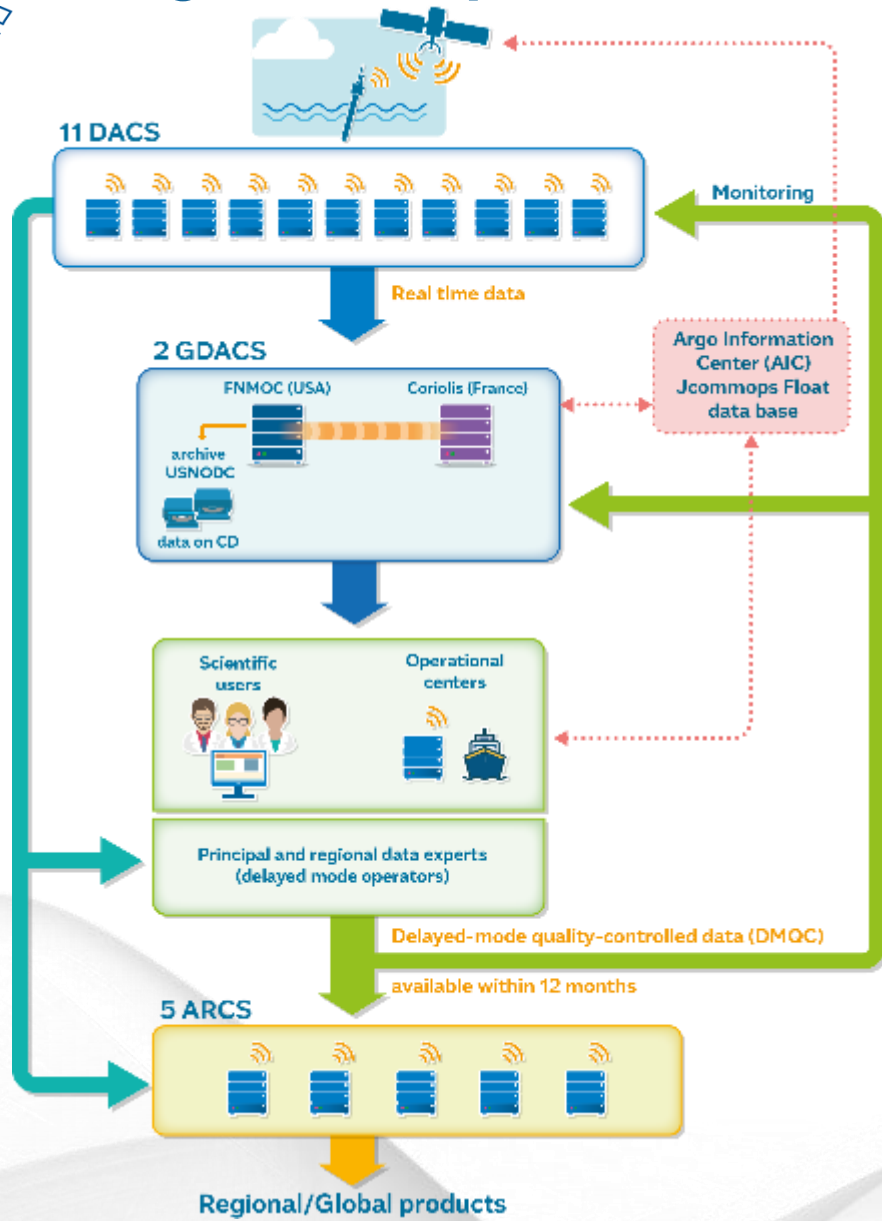 11 DACS
Monitoring
Real time data
Argo Information
Center (AIC)
Jcommops Float
data base
2 GDACS
FNMOC (USA)
Coriolis (France)
archive
USNODC
data on CD
Scientific
users
Operational
centers
Principal and regional data experts
(delayed mode operators)
Delayed-mode quality-controlled data (DMQC)
available within 12 months
5 ARCS
Regional/Global products